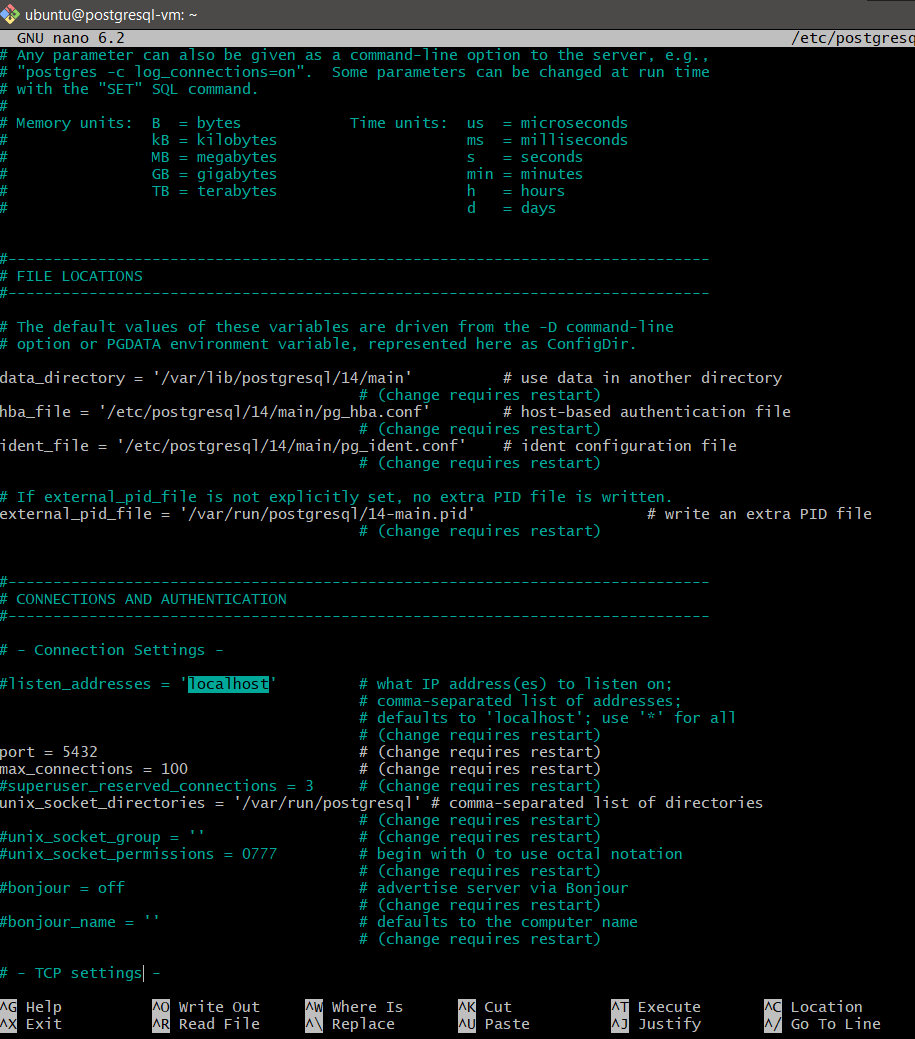 ubuntu@postgresql-vm: ~
GNU nano 6.2 /etc/postgresq
# Any parameter can also be given as a command-line option to the server, e.g.,
# "postgres -c log_connections=on".  Some parameters can be changed at run time
# with the "SET" SQL command.
#
# Memory units:  B  = bytes            Time units:  us  = microseconds
#                kB = kilobytes                     ms  = milliseconds
#                MB = megabytes                     s   = seconds
#                GB = gigabytes                     min = minutes
#                TB = terabytes                     h   = hours
#                                                   d   = days
#------------------------------------------------------------------------------
# FILE LOCATIONS
#------------------------------------------------------------------------------
# The default values of these variables are driven from the -D command-line
# option or PGDATA environment variable, represented here as ConfigDir.
data_directory = '/var/lib/postgresql/14/main'          # use data in another directory
                                        # (change requires restart)
hba_file = '/etc/postgresql/14/main/pg_hba.conf'        # host-based authentication file
                                        # (change requires restart)
ident_file = '/etc/postgresql/14/main/pg_ident.conf'    # ident configuration file
                                        # (change requires restart)
# If external_pid_file is not explicitly set, no extra PID file is written.
external_pid_file = '/var/run/postgresql/14-main.pid'                   # write an extra PID file
                                        # (change requires restart)
#------------------------------------------------------------------------------
# CONNECTIONS AND AUTHENTICATION
#------------------------------------------------------------------------------
# - Connection Settings -
#listen_addresses = 'localhost'         # what IP address(es) to listen on;
                                        # comma-separated list of addresses;
                                        # defaults to 'localhost'; use '*' for all
                                        # (change requires restart)
port = 5432                             # (change requires restart)
max_connections = 100                   # (change requires restart)
#superuser_reserved_connections = 3     # (change requires restart)
unix_socket_directories = '/var/run/postgresql' # comma-separated list of directories
                                        # (change requires restart)
#unix_socket_group = ''                 # (change requires restart)
#unix_socket_permissions = 0777         # begin with 0 to use octal notation
                                        # (change requires restart)
#bonjour = off                          # advertise server via Bonjour
                                        # (change requires restart)
#bonjour_name = ''                      # defaults to the computer name
                                        # (change requires restart)
# - TCP settings -
^G Help ^O Write Out ^W Where Is ^K Cut ^T Execute ^C Location
^X Exit ^R Read File ^\ Replace ^U Paste ^J Justify ^/ Go To Line